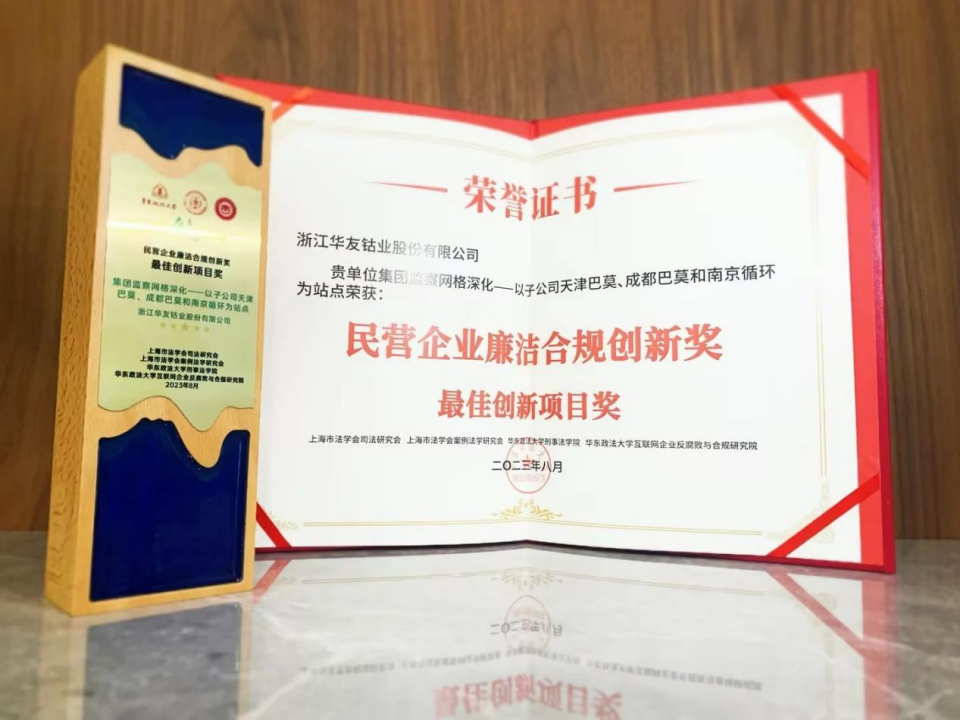 华东政法大学
民营企业廉洁合规创新奖
最佳创新项目奖
集团监察网格深化——以子公司天津
巴莫、成都巴莫和南京循环为站点
浙江华友钴业股份有限公司
上海市法学会司法研究会
上海市法学会案例法学研究会
华东政法大学刑事法学院
华东政法大学互联网企业反腐败与合规研究院
2023年8月
荣誉证书
浙江华友钴业股份有限公司
贵单位集团监察网格深化——以子公司天津巴莫、成都巴莫和南京循环
为站点荣获：
民营企业廉洁合规创新奖
最佳创新项目奖
上海市法学会司法研究会 上海市法学会案例法学研究会 华东政法大学刑事法学院 华东政法大学互联网企业反腐败与合规研究院
二〇二三年八月